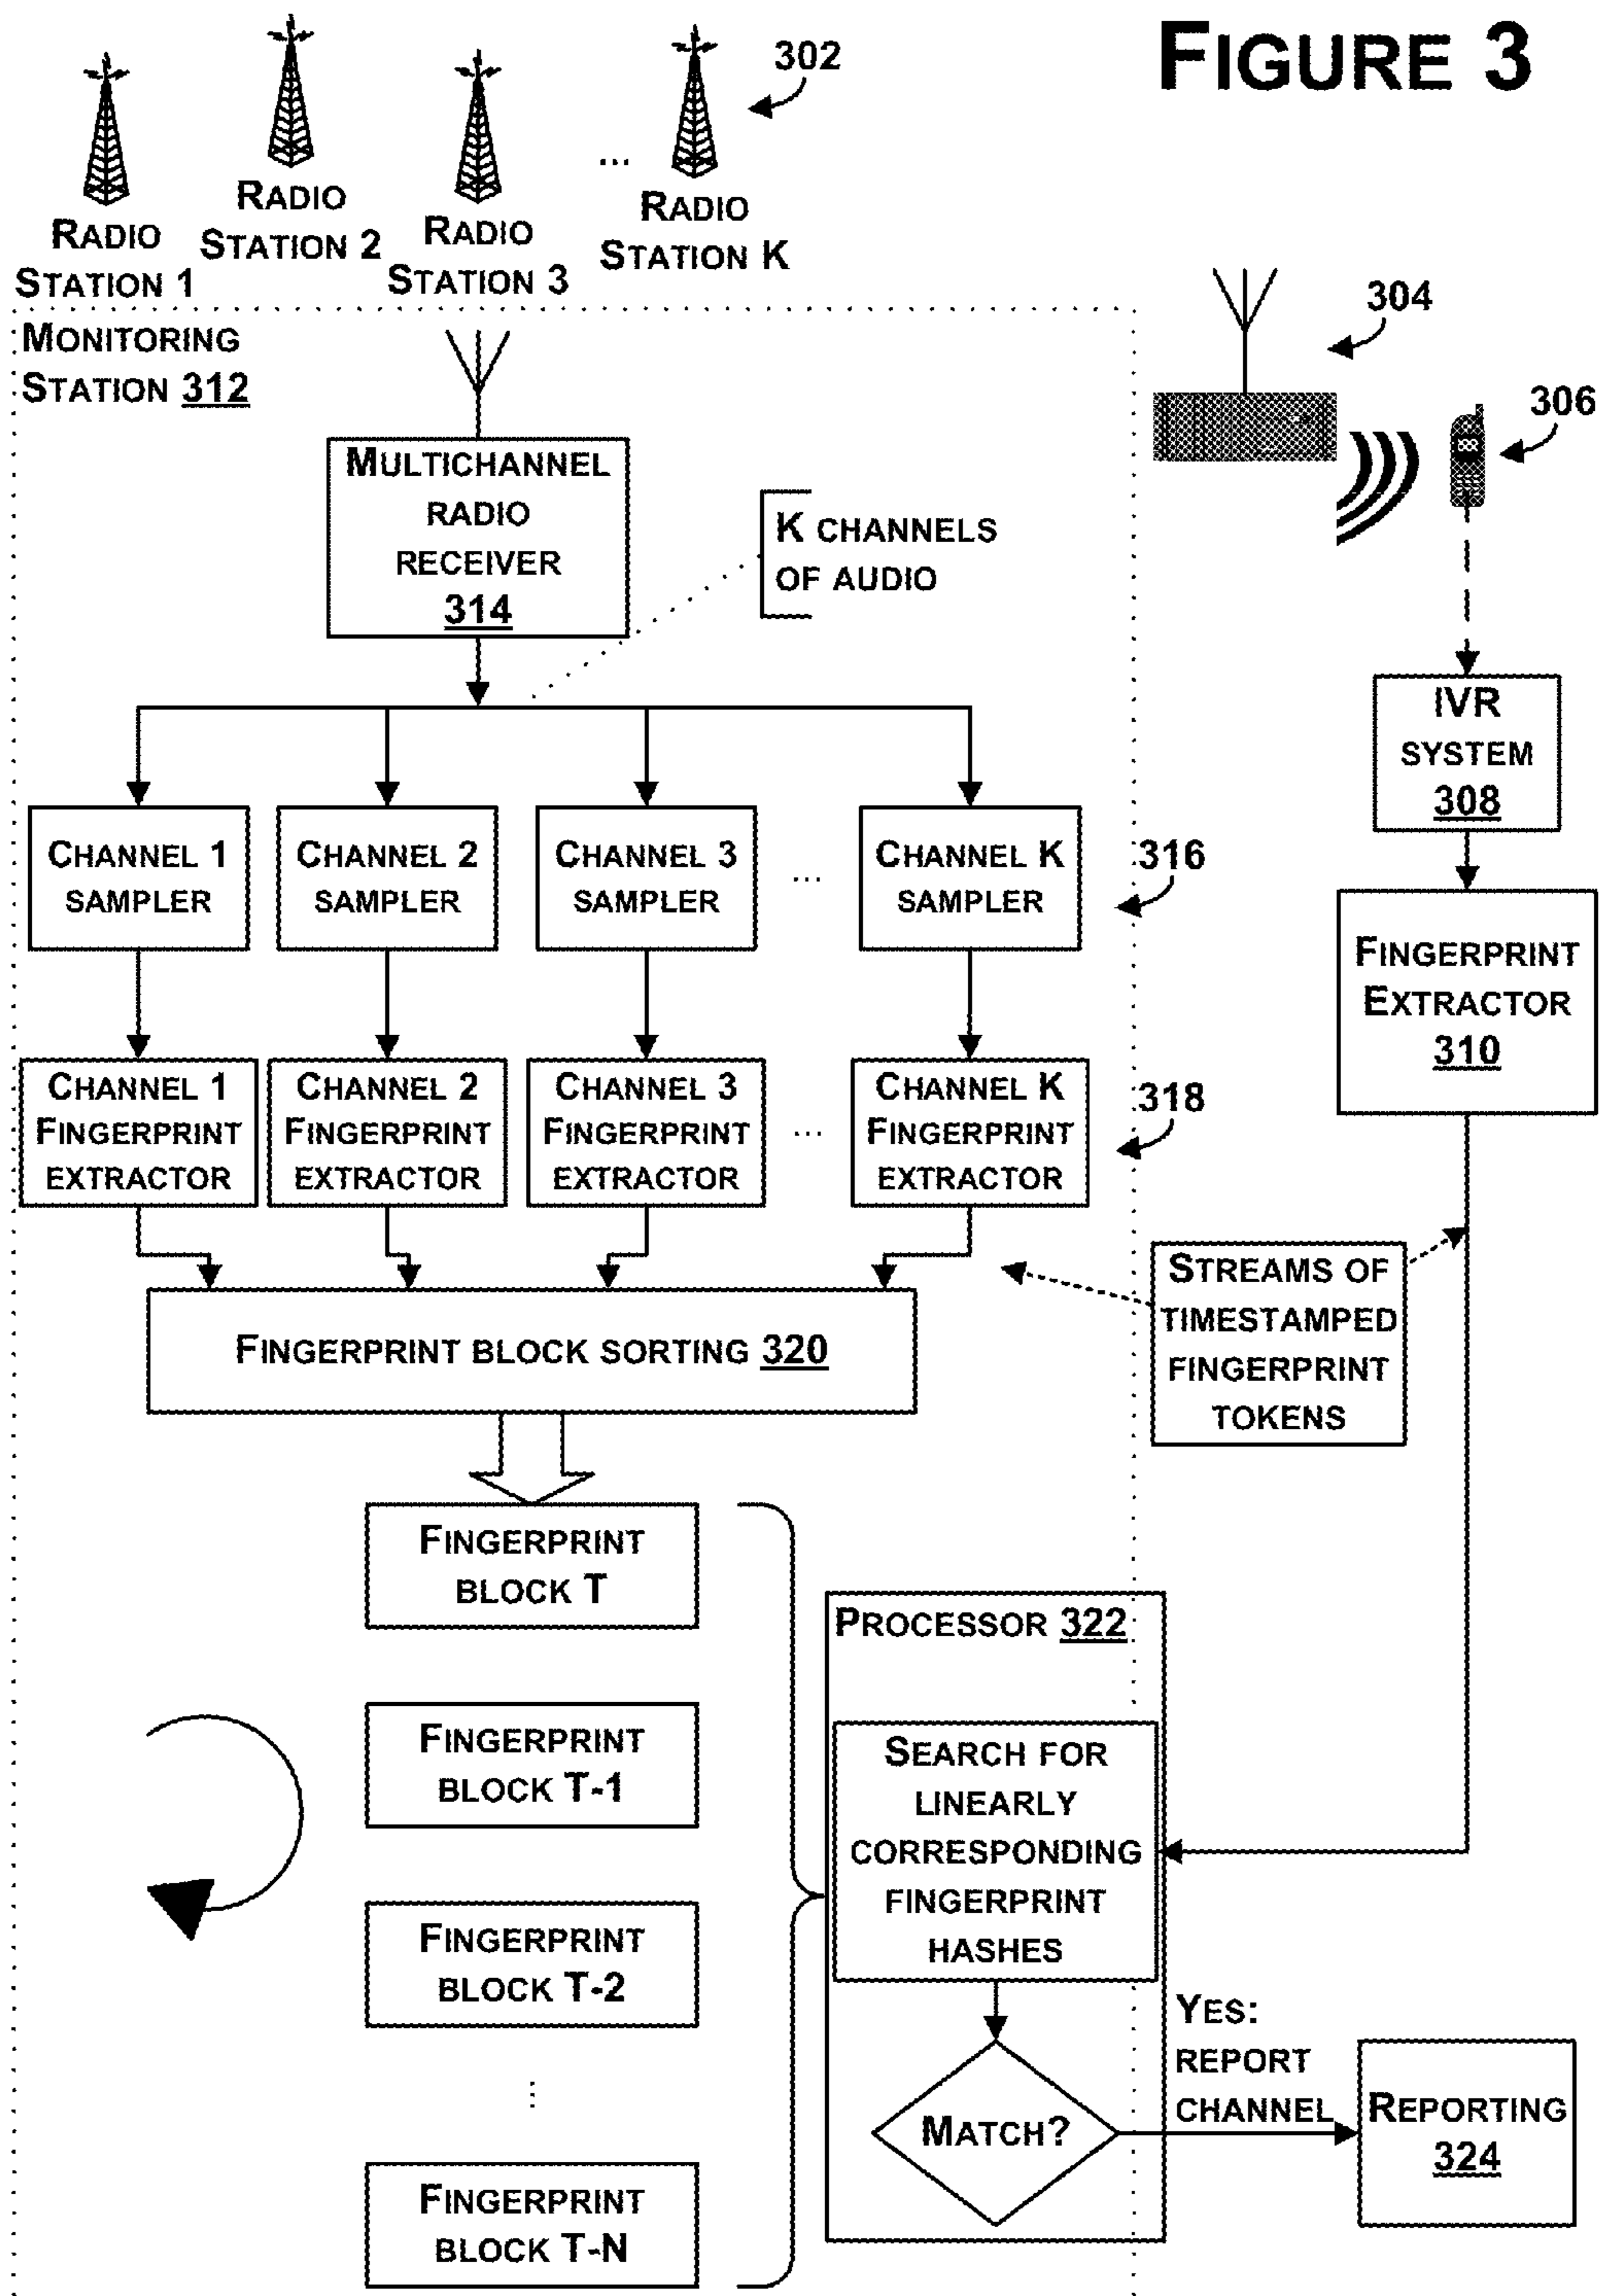 FIGURE 3
302
RADIO
STATION 1
RADIO
STATION 2
RADIO
STATION 3
...
RADIO
STATION K
304
306
MONITORING
STATION 312
MULTICHANNEL
RADIO
RECEIVER
314
K CHANNELS
OF AUDIO
IVR
SYSTEM
308
CHANNEL 1
SAMPLER
CHANNEL 2
SAMPLER
CHANNEL 3
SAMPLER
...
CHANNEL K
SAMPLER
316
FINGERPRINT
EXTRACTOR
310
CHANNEL 1
FINGERPRINT
EXTRACTOR
CHANNEL 2
FINGERPRINT
EXTRACTOR
CHANNEL 3
FINGERPRINT
EXTRACTOR
...
CHANNEL K
FINGERPRINT
EXTRACTOR
318
STREAMS OF
TIMESTAMPED
FINGERPRINT
TOKENS
FINGERPRINT BLOCK SORTING 320
FINGERPRINT
BLOCK T
FINGERPRINT
BLOCK T-1
FINGERPRINT
BLOCK T-2
...
FINGERPRINT
BLOCK T-N
PROCESSOR 322
SEARCH FOR
LINEARLY
CORRESPONDING
FINGERPRINT
HASHES
MATCH?
YES:
REPORT
CHANNEL
REPORTING
324